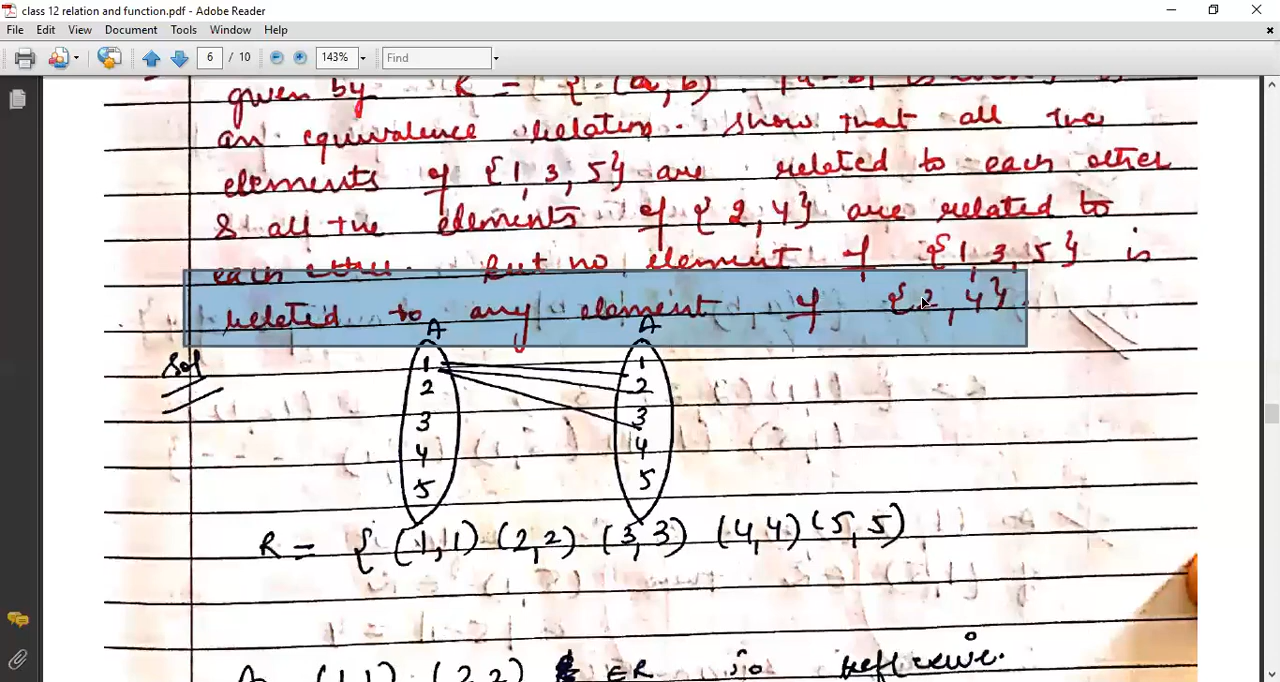 class 12 relation and function.pdf - Adobe Reader
File Edit View Document Tools Window Help
6 / 10 143% Find
given by R = {(a, b) : |a-b| is even} is
an equivalence relation. Show that all the
elements of {1, 3, 5} are related to each other
& all the elements of {2, 4} are related to
each other. But no element of {1, 3, 5} is
related to any element of {2, 4}
A A
Sol
1 1
2 2
3 3
4 4
5 5
R = { (1,1) (2,2) (3,3) (4,4) (5,5)
As (1,1) (2,2) ∈R so reflexive.